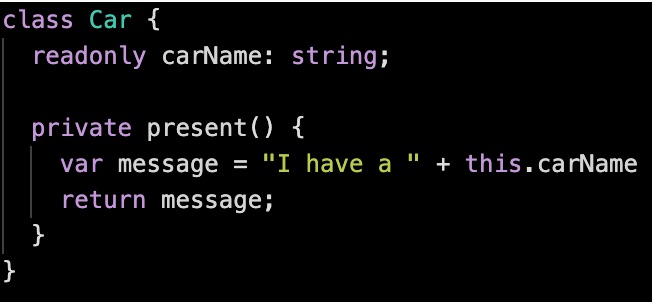 class Car {
  readonly carName: string;

  private present() {
    var message = "I have a " + this.carName
    return message;
  }
}